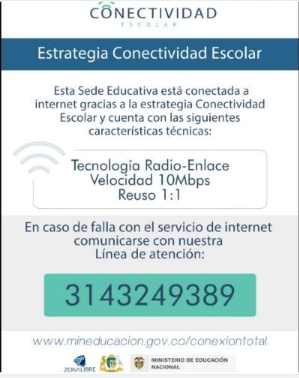 CONECTIVIDAD
ESCOLAR
Estrategia Conectividad Escolar
Esta Sede Educativa está conectada a
internet gracias a la estrategia Conectividad
Escolar y cuenta con las siguientes
características técnicas:
Tecnología Radio-Enlace
Velocidad 10Mbps
Reuso 1:1
En caso de falla con el servicio de internet
comunicarse con nuestra
Línea de atención:
3143249389
www.mineducacion.gov.co/conexiontotal
ZONALIBRE
MINISTERIO DE EDUCACIÓN
NACIONAL